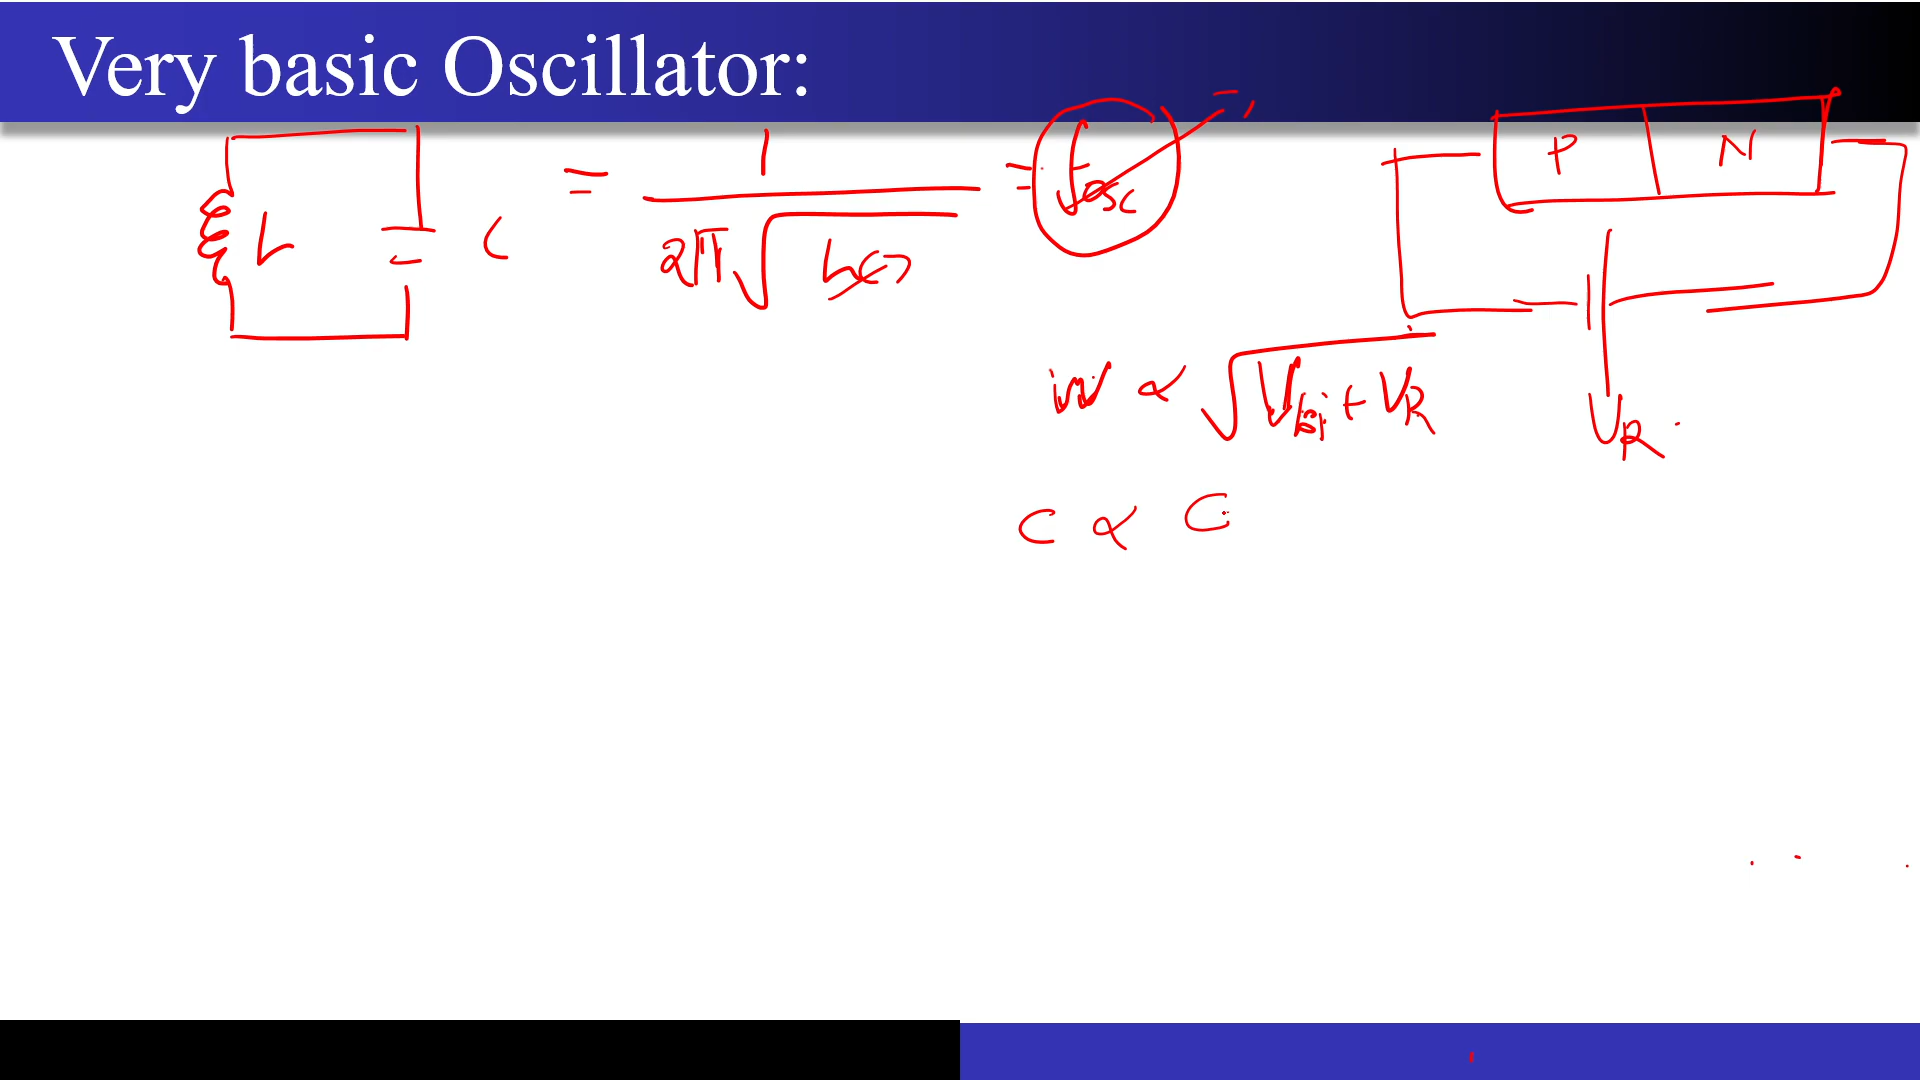 Very basic Oscillator:
L C = 1 / 2π√LC = fosc
P N
W ∝ √Vbi + VR
VR
C ∝ C